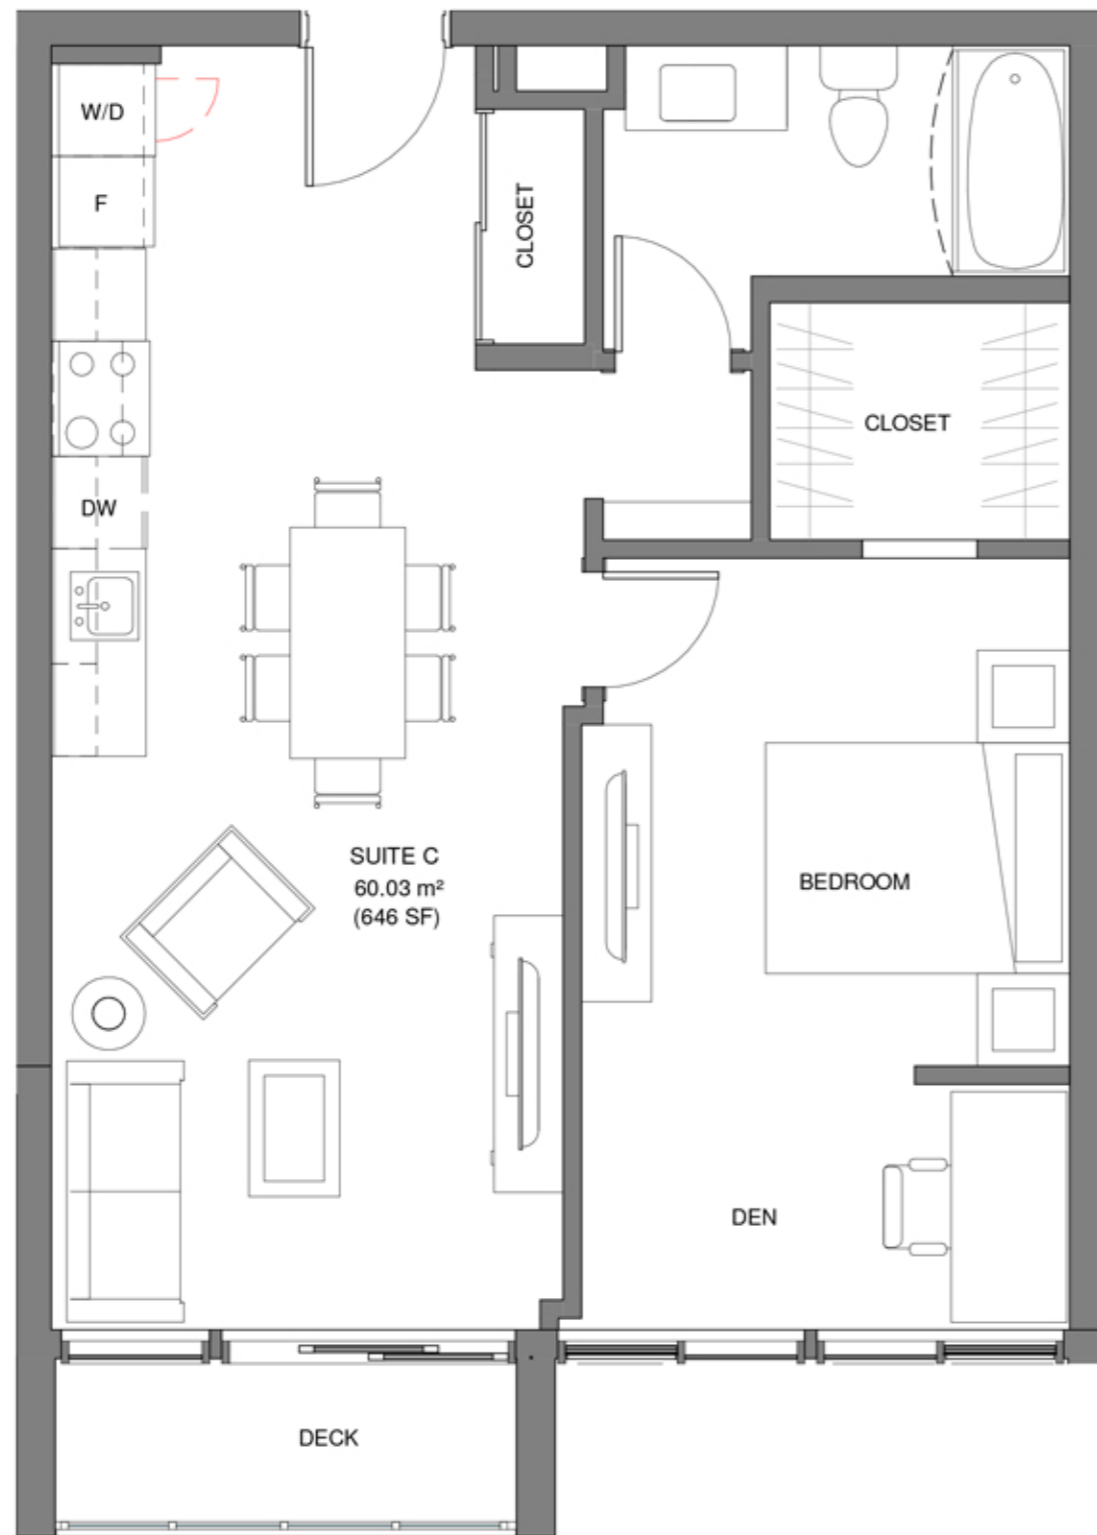 W/D
F
CLOSET
CLOSET
DW
SUITE C
60.03 m²
(646 SF)
BEDROOM
DEN
DECK